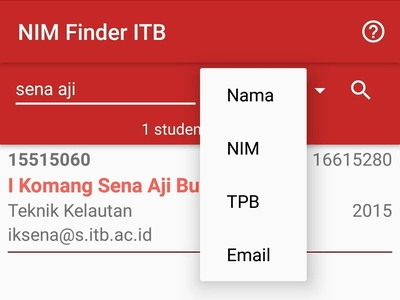 NIM Finder ITB
sena aji
Nama
1 studen
NIM
15515060
16615280
I Komang Sena Aji Bu
TPB
Teknik Kelautan
2015
iksena@s.itb.ac.id
Email